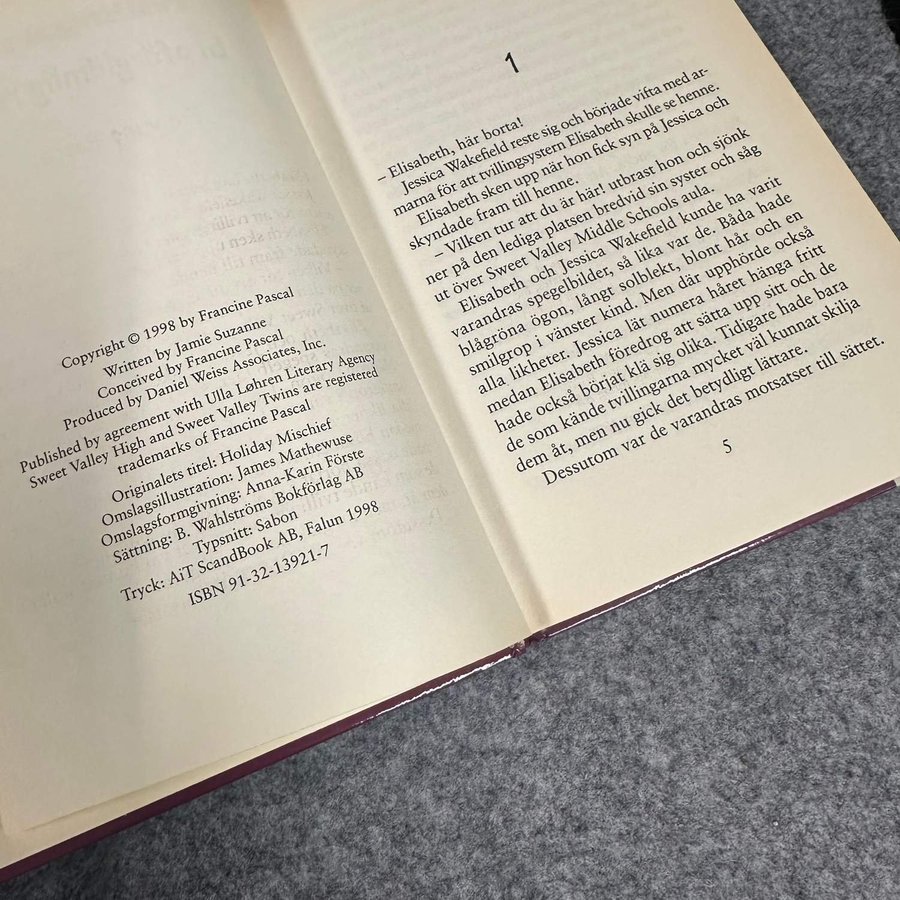 Copyright © 1998 by Francine Pascal
Written by Jamie Suzanne
Conceived by Francine Pascal
Produced by Daniel Weiss Associates, Inc.
Published by agreement with Ulla Løhren Literary Agency
Sweet Valley High and Sweet Valley Twins are registered
trademarks of Francine Pascal
Originalets titel: Holiday Mischief
Omslagsillustration: James Mathewuse
Omslagsformgivning: Anna-Karin Förste
Sättning: B. Wahlströms Bokförlag AB
Typsnitt: Sabon
Tryck: AiT ScandBook AB, Falun 1998
ISBN 91-32-13921-7
1
– Elisabeth, här borta!
Jessica Wakefield reste sig och började vifta med ar-
marna för att tvillingsystern Elisabeth skulle se henne.
Elisabeth sken upp när hon fick syn på Jessica och
skyndade fram till henne.
– Vilken tur att du är här! utbrast hon och sjönk
ner på den lediga platsen bredvid sin syster och såg
ut över Sweet Valley Middle Schools aula.
Elisabeth och Jessica Wakefield kunde ha varit
varandras spegelbilder, så lika var de. Båda hade
blågröna ögon, långt solblekt, blont hår och en
smilgrop i vänster kind. Men där upphörde också
alla likheter. Jessica lät numera håret hänga fritt
medan Elisabeth föredrog att sätta upp sitt och de
hade också börjat klä sig olika. Tidigare hade bara
de som kände tvillingarna mycket väl kunnat skilja
dem åt, men nu gick det betydligt lättare.
Dessutom var de varandras motsatser till sättet.
5